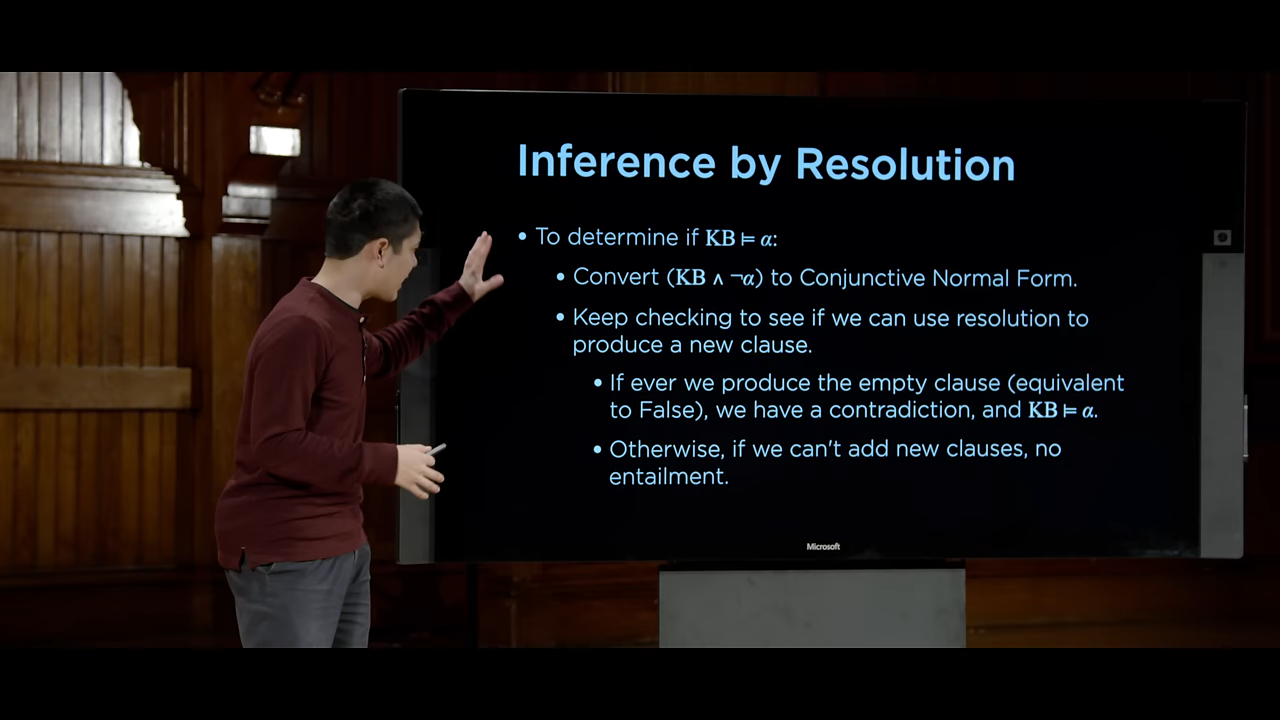 Inference by Resolution
• To determine if KB ⊨ α:
• Convert (KB ∧ ¬α) to Conjunctive Normal Form.
• Keep checking to see if we can use resolution to
produce a new clause.
• If ever we produce the empty clause (equivalent
to False), we have a contradiction, and KB ⊨ α.
• Otherwise, if we can't add new clauses, no
entailment.
Microsoft